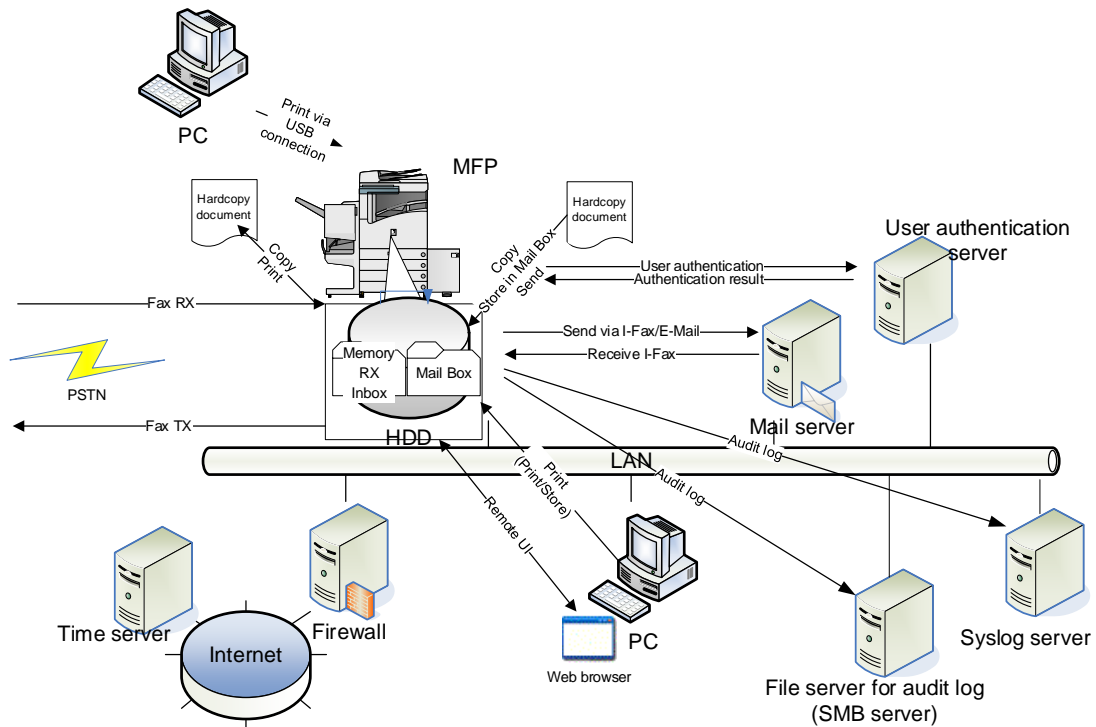 PC
Print via
USB
connection
MFP
Hardcopy
document
Copy
Print
Hardcopy
document
Copy
Store in Mail Box
Send
User authentication
server
User authentication
Authentication result
Fax RX
Send via I-Fax/E-Mail
Receive I-Fax
Memory
RX
Inbox
Mail Box
PSTN
Fax TX
HDD
Mail server
LAN
Audit log
Audit log
Print
(Print/Store)
Remote UI
Time server
Firewall
Internet
PC
Web browser
Syslog server
File server for audit log
(SMB server)